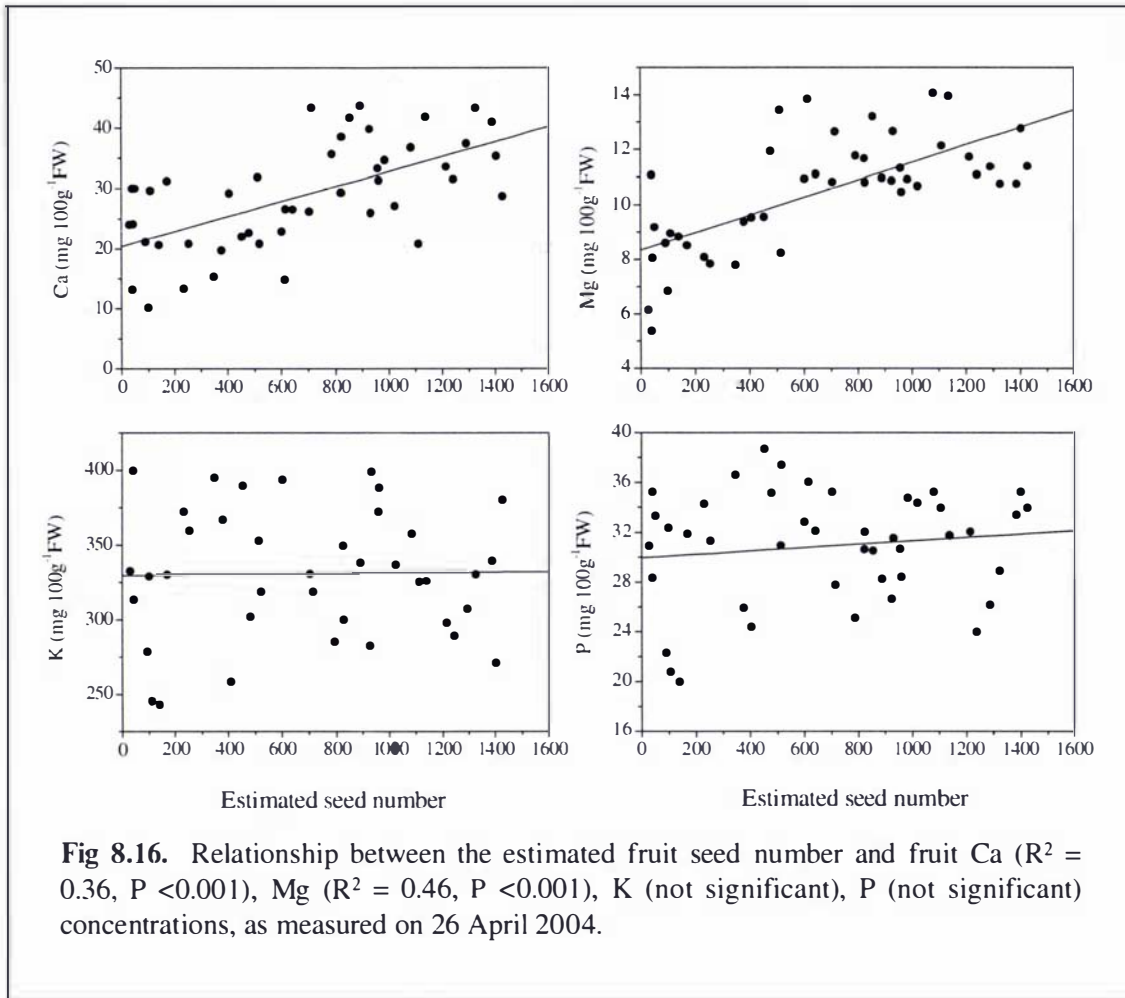 50
40
30
20
10
0
Ca (mg 100g⁻¹FW)
0 200 400 600 800 1000 1200 1400 1600
14
12
10
8
6
4
Mg (mg 100g⁻¹FW)
0 200 400 600 800 1000 1200 1400 1600
400
350
300
250
K (mg 100g⁻¹FW)
0 200 400 600 800 1000 1200 1400 1600
Estimated seed number
40
36
32
28
24
20
16
P (mg 100g⁻¹FW)
0 200 400 600 800 1000 1200 1400 1600
Estimated seed number
Fig 8.16. Relationship between the estimated fruit seed number and fruit Ca (R² =
0.36, P <0.001), Mg (R² = 0.46, P <0.001), K (not significant), P (not significant)
concentrations, as measured on 26 April 2004.